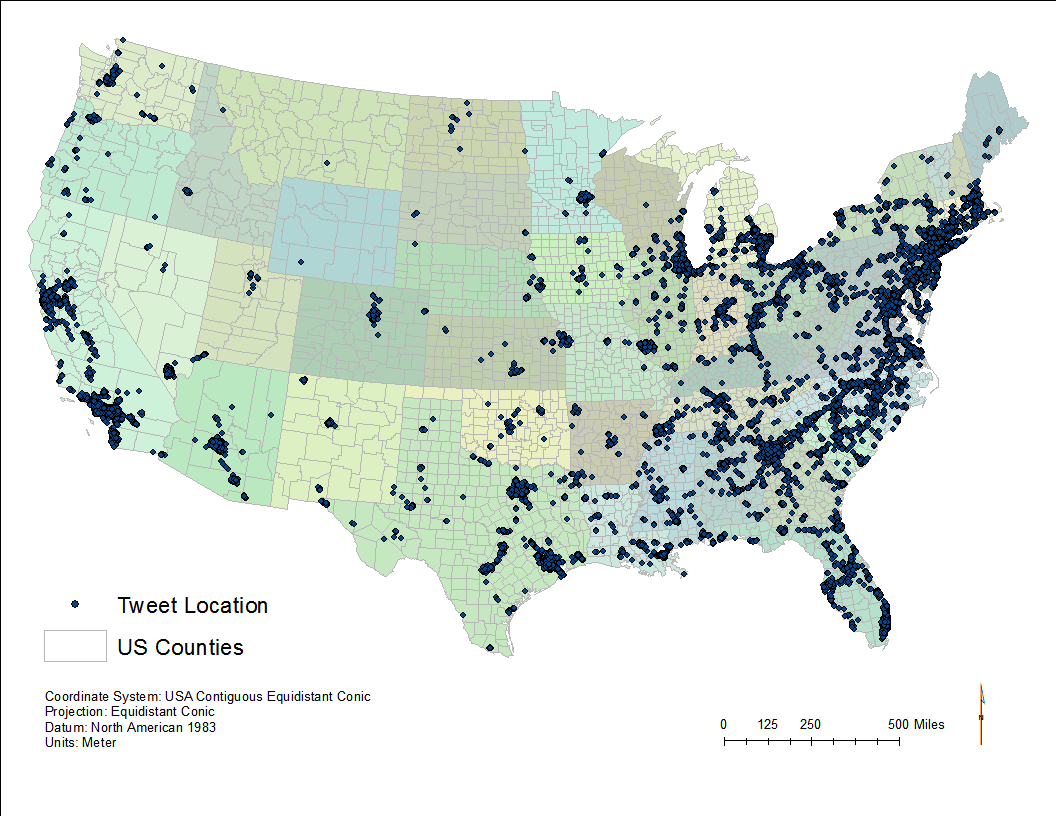 Tweet Location
US Counties
Coordinate System: USA Contiguous Equidistant Conic
Projection: Equidistant Conic
Datum: North American 1983
Units: Meter
0 125 250 500 Miles
N